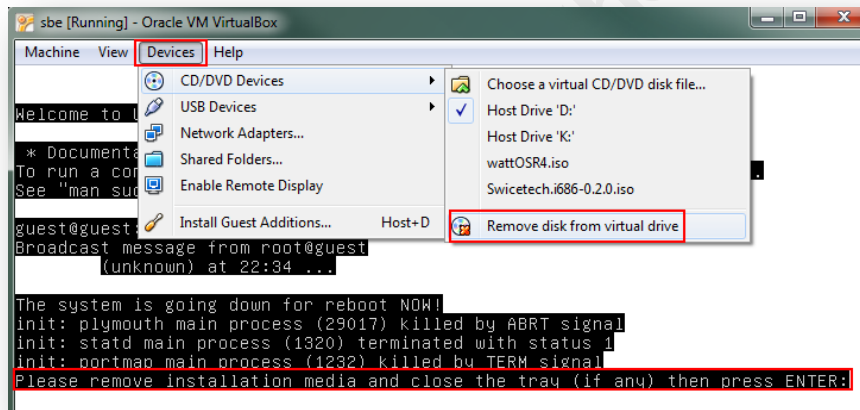 sbe [Running] - Oracle VM VirtualBox
Machine View Devices Help
CD/DVD Devices
USB Devices
Network Adapters...
Shared Folders...
Enable Remote Display
Install Guest Additions... Host+D
Choose a virtual CD/DVD disk file...
Host Drive 'D:'
Host Drive 'K:'
wattOSR4.iso
Swicetech.i686-0.2.0.iso
Remove disk from virtual drive
Welcome to
* Documenta
To run a co
See "man su
guest@guest:
Broadcast message from root@guest
(unknown) at 22:34 ...
The system is going down for reboot NOW!
init: plymouth main process (29017) killed by ABRT signal
init: statd main process (1320) terminated with status 1
init: portmap main process (1232) killed by TERM signal
Please remove installation media and close the tray (if any) then press ENTER: